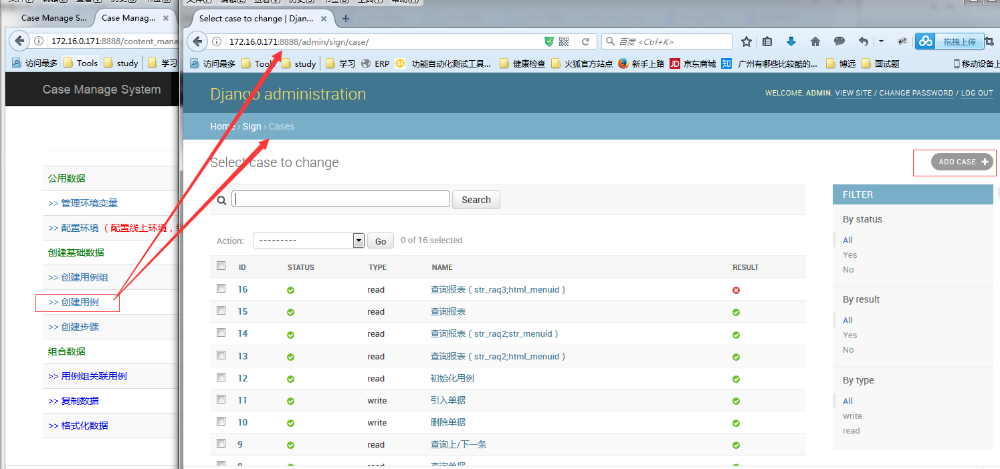 Case Manage S...
Case Manag...
172.16.0.171:8888/content_mana
访问最多
Tools
study
学习
Case Manage System
公用数据
>> 管理环境变量
>> 配置环境（配置线上环境，
创建基础数据
>> 创建用例组
>> 创建用例
>> 创建步骤
组合数据
>> 用例组关联用例
>> 复制数据
>> 格式化数据
Select case to change | Djan...
172.16.0.171:8888/admin/sign/case/
百度 <Ctrl+K>
拖拽上传
访问最多
study
学习
ERP
功能自动化测试工具...
健康检查
火狐官方站点
新手上路
JD 京东商城
知 广州有哪些比较酷的...
博远
面试题
移动设备上
Django administration
WELCOME, ADMIN. VIEW SITE / CHANGE PASSWORD / LOG OUT
Home › Sign › Cases
Select case to change
ADD CASE +
Search
Action: --------- Go 0 of 16 selected
ID STATUS TYPE NAME RESULT
16 read 查询报表（str_raq3;html_menuid）
15 read 查询报表
14 read 查询报表（str_raq2;str_menuid）
13 read 查询报表（str_raq2;html_menuid）
12 read 初始化用例
11 write 引入单据
10 write 删除单据
9 read 查询上/下一条
FILTER
By status
All
Yes
No
By result
All
Yes
No
By type
All
write
read